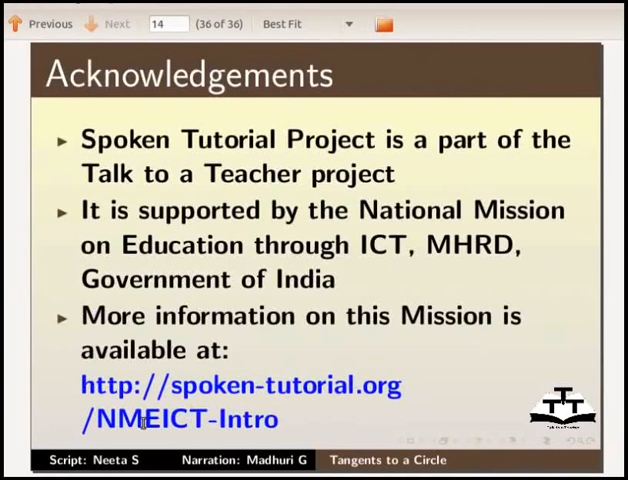 Previous Next 14 (36 of 36) Best Fit
Acknowledgements
Spoken Tutorial Project is a part of the
Talk to a Teacher project
It is supported by the National Mission
on Education through ICT, MHRD,
Government of India
More information on this Mission is
available at:
http://spoken-tutorial.org
/NMEICT-Intro
Script: Neeta S Narration: Madhuri G Tangents to a Circle